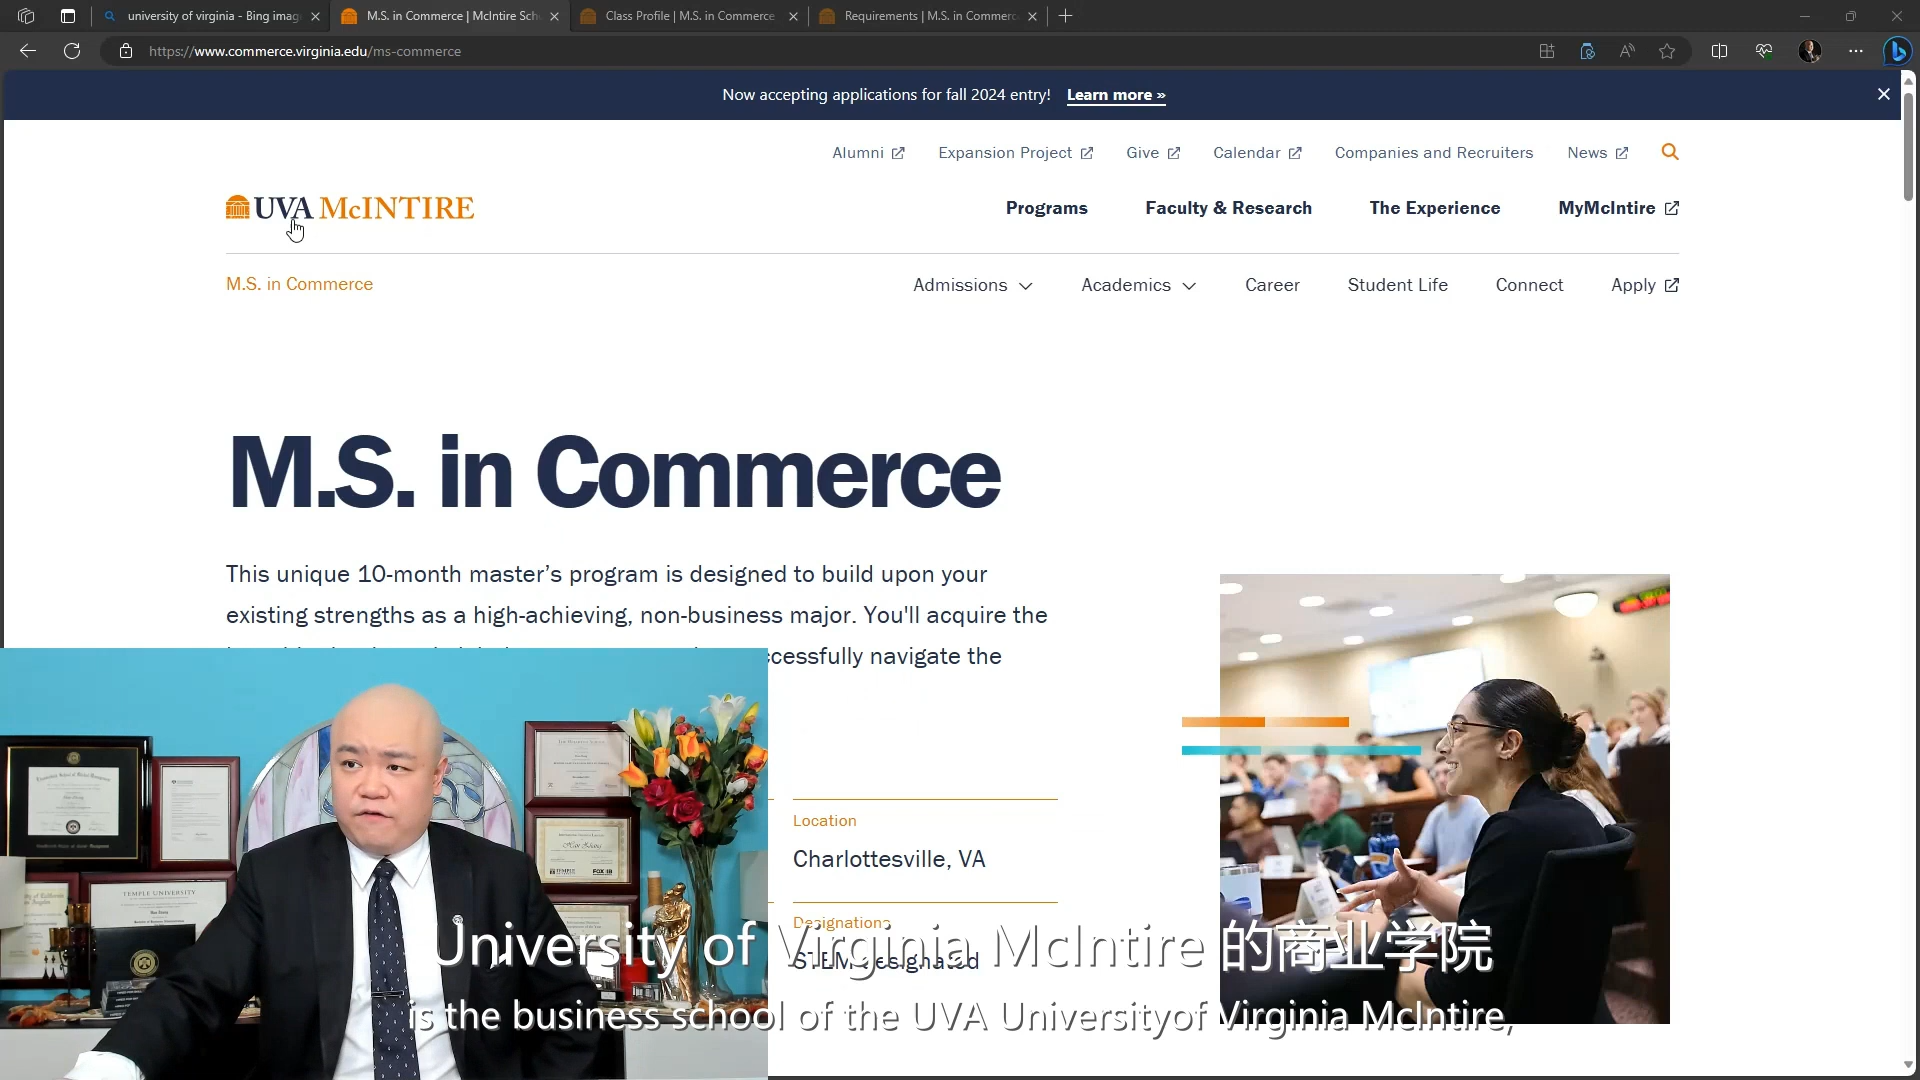 university of virginia - Bing imag
M.S. in Commerce | McIntire Sch
Class Profile | M.S. in Commerce
Requirements | M.S. in Commerc
https://www.commerce.virginia.edu/ms-commerce
Now accepting applications for fall 2024 entry! Learn more »
Alumni Expansion Project Give Calendar Companies and Recruiters News
UVA McINTIRE
Programs Faculty & Research The Experience MyMcIntire
M.S. in Commerce
Admissions Academics Career Student Life Connect Apply
M.S. in Commerce
This unique 10-month master's program is designed to build upon your
existing strengths as a high-achieving, non-business major. You'll acquire the
ccessfully navigate the
Location
Charlottesville, VA
Designations
STEM designated
TEMPLE UNIVERSITY
FOX
University of Virginia McIntire 的商业学院
is the business school of the UVA Universityof Virginia McIntire,